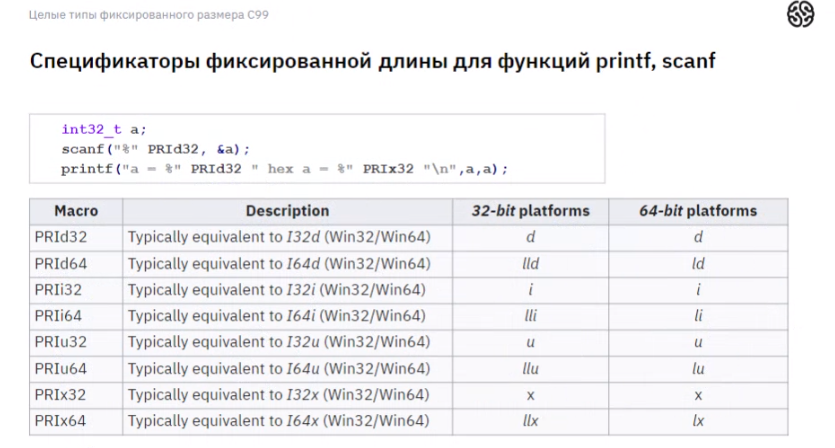 Целые типы фиксированного размера С99
Спецификаторы фиксированной длины для функций printf, scanf
int32_t a;
scanf("%" PRId32, &a);
printf("a = %" PRId32 " hex a = %" PRIx32 "\n",a,a);
Macro Description 32-bit platforms 64-bit platforms
PRId32 Typically equivalent to I32d (Win32/Win64) d d
PRId64 Typically equivalent to I64d (Win32/Win64) lld ld
PRIi32 Typically equivalent to I32i (Win32/Win64) i i
PRIi64 Typically equivalent to I64i (Win32/Win64) lli li
PRIu32 Typically equivalent to I32u (Win32/Win64) u u
PRIu64 Typically equivalent to I64u (Win32/Win64) llu lu
PRIx32 Typically equivalent to I32x (Win32/Win64) x x
PRIx64 Typically equivalent to I64x (Win32/Win64) llx lx